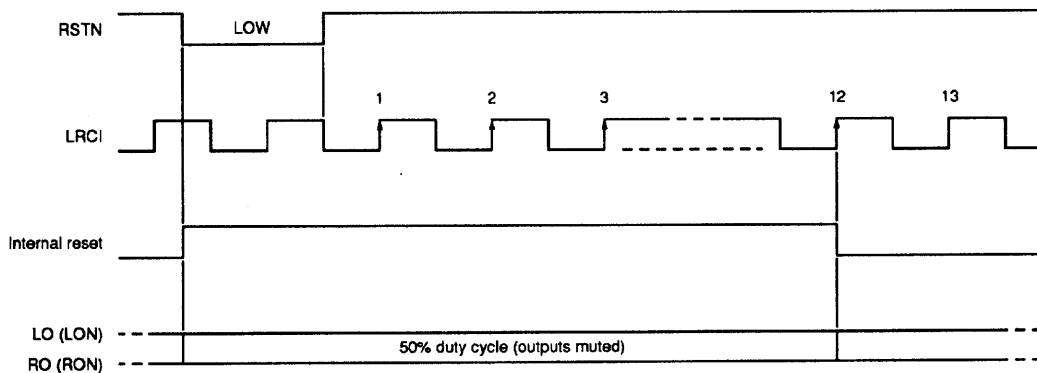 RSTN
LOW
1 2 3 12 13
LRCI
Internal reset
LO (LON)
50% duty cycle (outputs muted)
RO (RON)